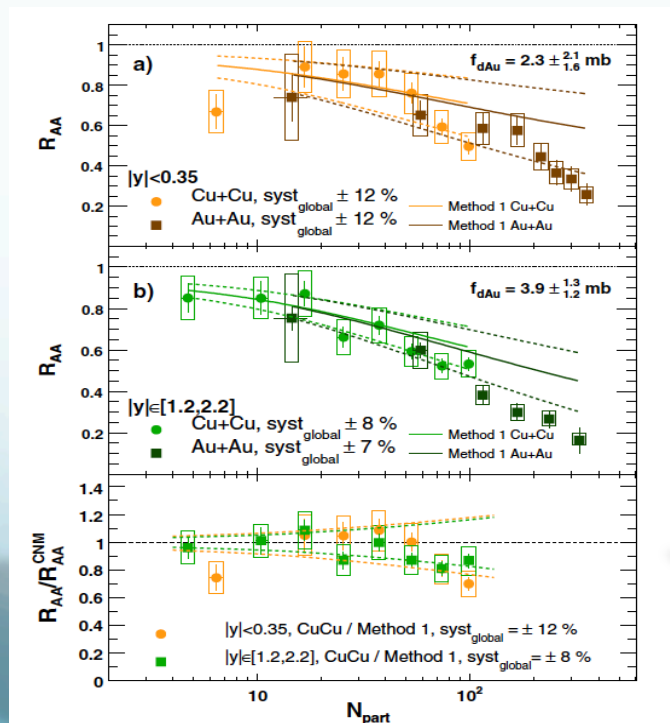 a)
f_dAu = 2.3 ± 2.1 1.6 mb
1
0.8
0.6
0.4
0.2
R_AA
|y|<0.35
Cu+Cu, syst_global ± 12 %
Au+Au, syst_global ± 12 %
Method 1 Cu+Cu
Method 1 Au+Au
b)
f_dAu = 3.9 ± 1.3 1.2 mb
1
0.8
0.6
0.4
0.2
0
R_AA
|y|∈[1.2,2.2]
Cu+Cu, syst_global ± 8 %
Au+Au, syst_global ± 7 %
Method 1 Cu+Cu
Method 1 Au+Au
1.4
1.2
1
0.8
0.6
0.4
0.2
0
R_AA/R_AA^CNM
|y|<0.35, CuCu / Method 1, syst_global = ± 12 %
|y|∈[1.2,2.2], CuCu / Method 1, syst_global = ± 8 %
10
10²
N_part